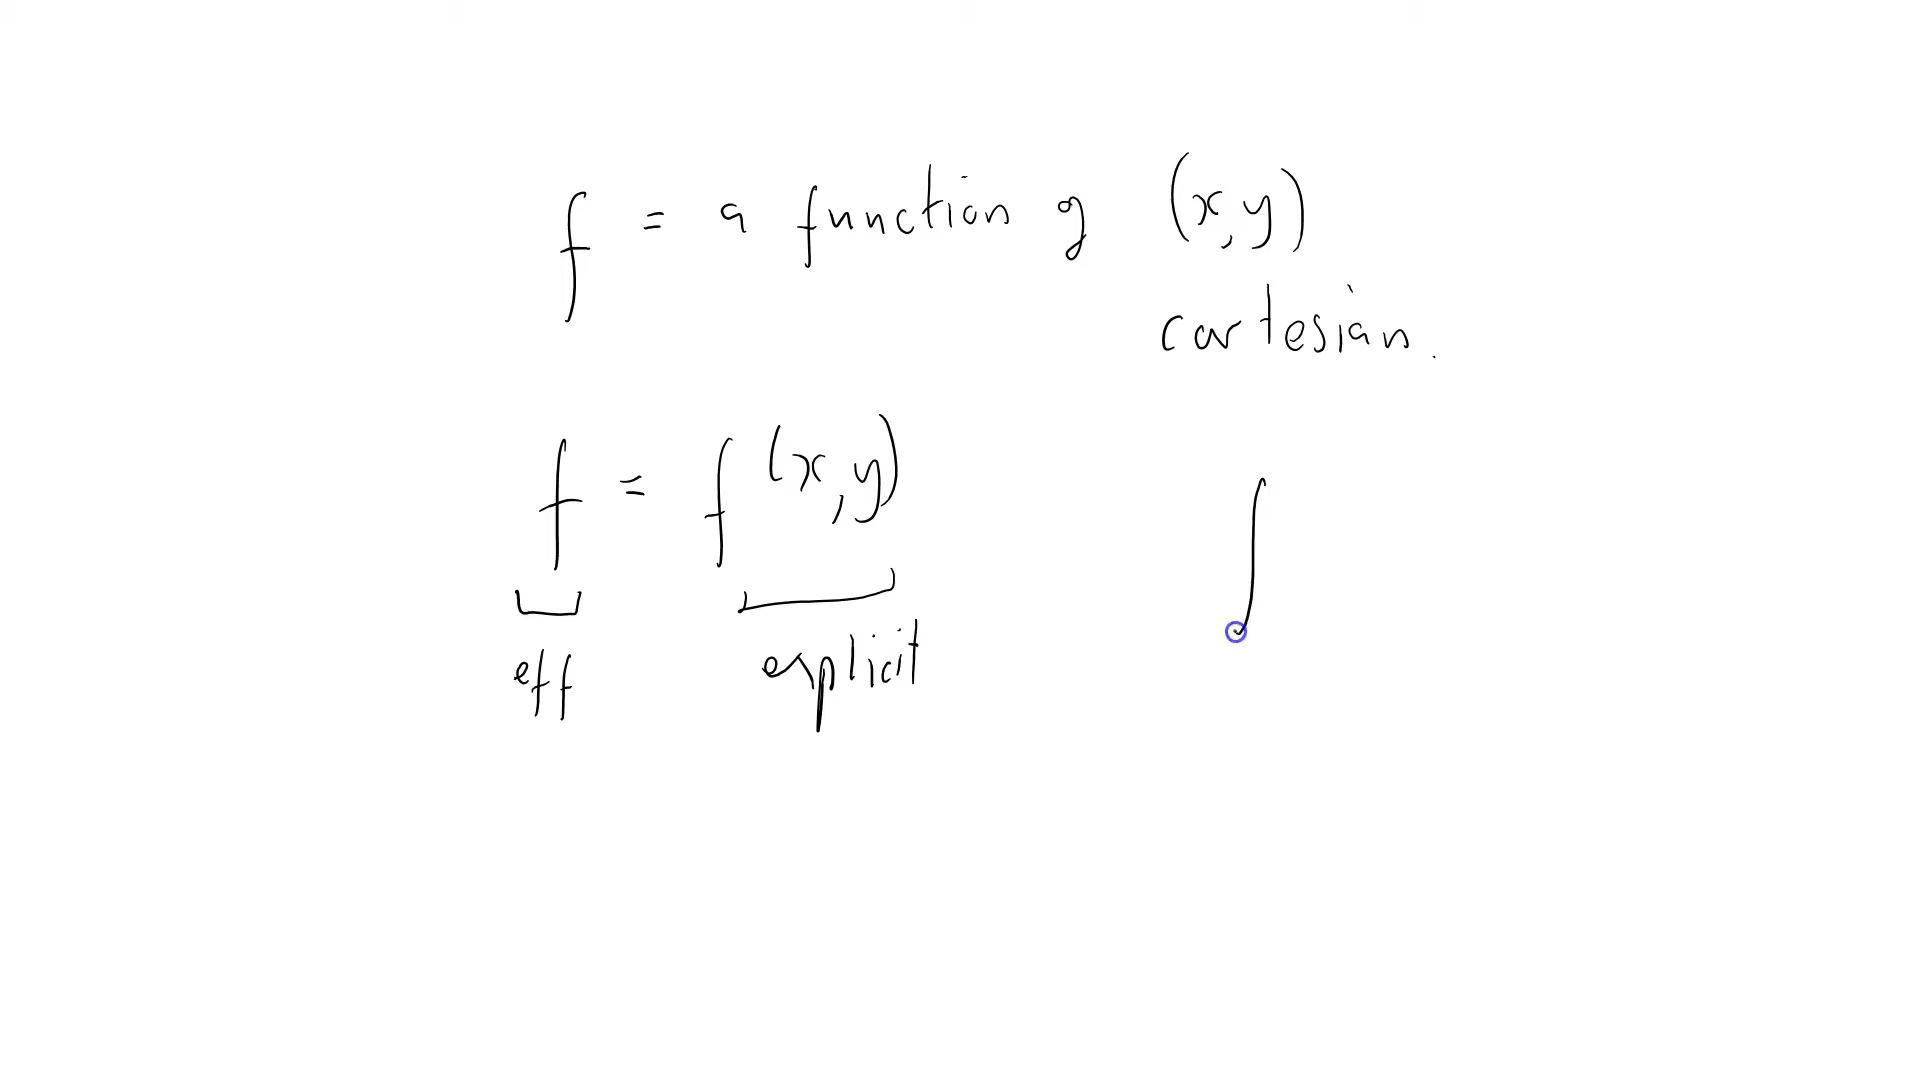 f = a function of (x,y)
cartesian.
f = f(x,y)
eff explicit
∫